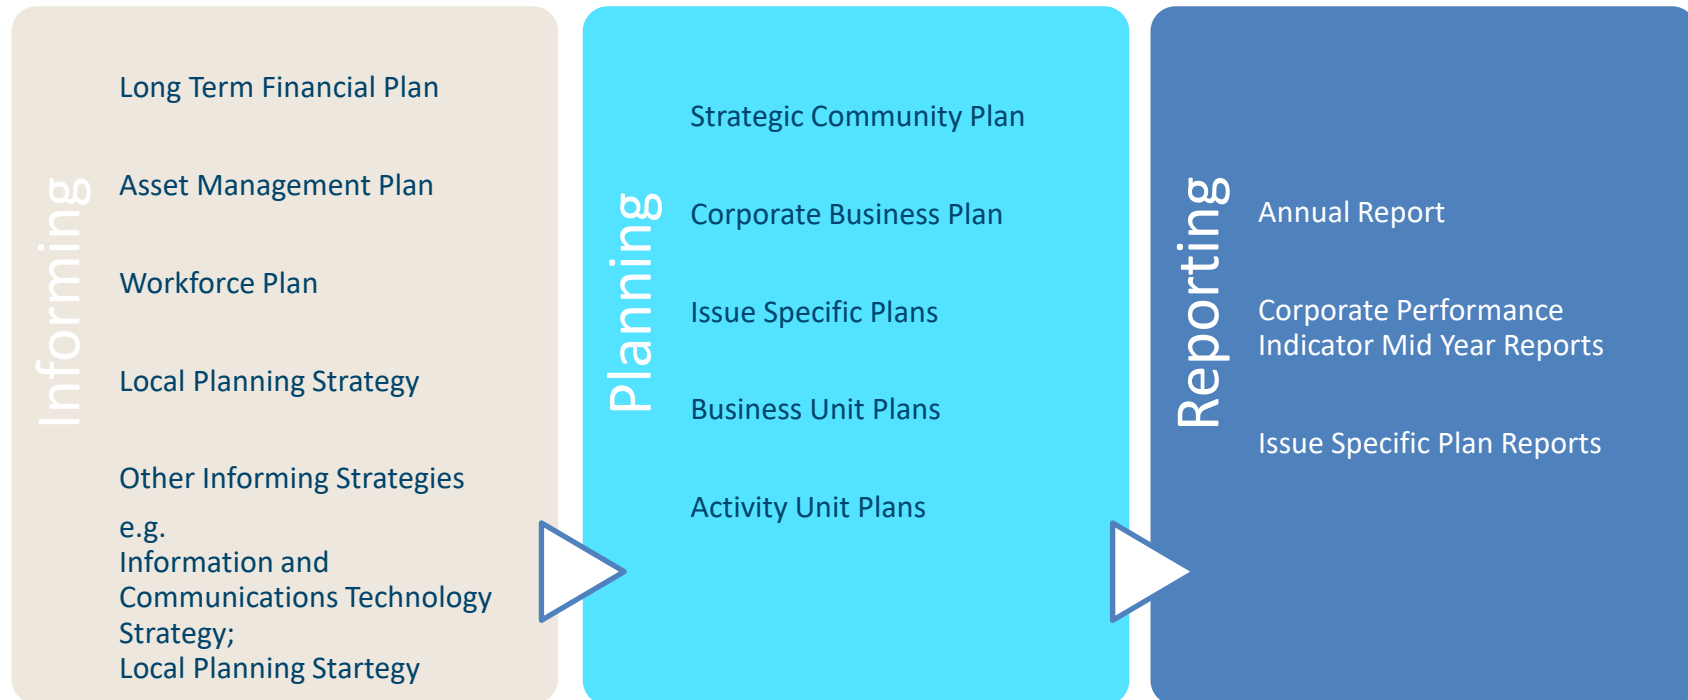 Informing
Long Term Financial Plan
Asset Management Plan
Workforce Plan
Local Planning Strategy
Other Informing Strategies
e.g.
Information and
Communications Technology
Strategy;
Local Planning Startegy
Planning
Strategic Community Plan
Corporate Business Plan
Issue Specific Plans
Business Unit Plans
Activity Unit Plans
Reporting
Annual Report
Corporate Performance
Indicator Mid Year Reports
Issue Specific Plan Reports